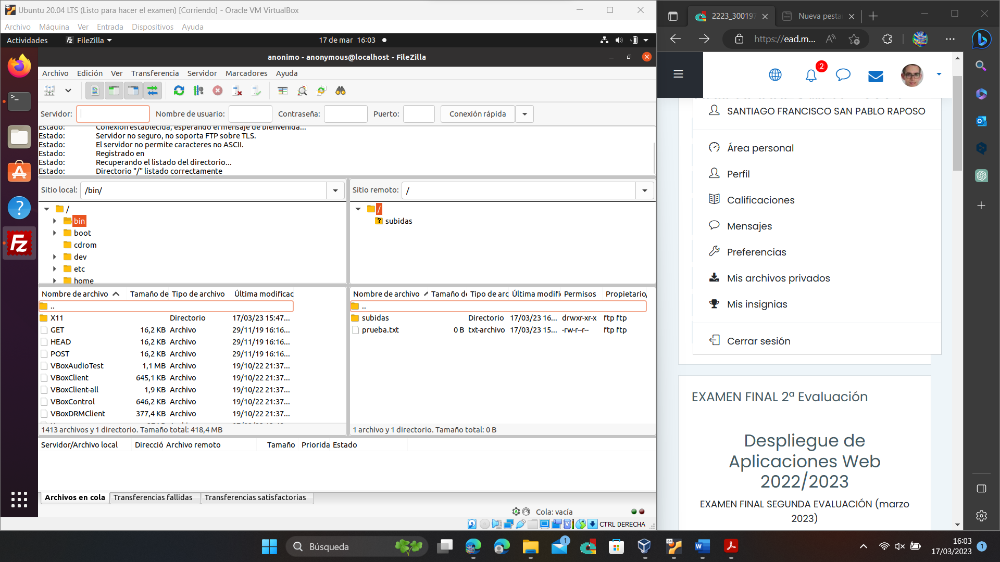 Ubuntu 20.04 LTS (Listo para hacer el examen) [Corriendo] - Oracle VM VirtualBox
Archivo Máquina Ver Entrada Dispositivos Ayuda
Actividades FileZilla 17 de mar 16:03
anonimo - anonymous@localhost - FileZilla
Archivo Edición Ver Transferencia Servidor Marcadores Ayuda
Servidor: Nombre de usuario: Contraseña: Puerto: Conexión rápida
Estado: Conexión establecida, esperando el mensaje de bienvenida...
Estado: Servidor no seguro, no soporta FTP sobre TLS.
Estado: El servidor no permite caracteres no ASCII.
Estado: Registrado en
Estado: Recuperando el listado del directorio...
Estado: Directorio "/" listado correctamente
Sitio local: /bin/
/
bin
boot
cdrom
dev
etc
home
Sitio remoto: /
/
subidas
Nombre de archivo Tamaño de Tipo de archivo Última modificac
..
X11 Directorio 17/03/23 15:47...
GET 16,2 KB Archivo 29/11/19 16:16...
HEAD 16,2 KB Archivo 29/11/19 16:16...
POST 16,2 KB Archivo 29/11/19 16:16...
VBoxAudioTest 1,1 MB Archivo 19/10/22 21:37...
VBoxClient 645,1 KB Archivo 19/10/22 21:37...
VBoxClient-all 1,9 KB Archivo 19/10/22 21:37...
VBoxControl 646,2 KB Archivo 19/10/22 21:37...
VBoxDRMClient 377,4 KB Archivo 19/10/22 21:37...
1413 archivos y 1 directorio. Tamaño total: 418,4 MB
Nombre de archivo Tamaño de Tipo de arc Última modifi Permisos Propietario/
..
subidas Directorio 17/03/23 16... drwxr-xr-x ftp ftp
prueba.txt 0 B txt-archivo 17/03/23 15... -rw-r--r-- ftp ftp
1 archivo y 1 directorio. Tamaño total: 0 B
Servidor/Archivo local Direcció Archivo remoto Tamaño Priorida Estado
Archivos en cola Transferencias fallidas Transferencias satisfactorias
Cola: vacía
CTRL DERECHA
2223_300197 Nueva pesta
https://ead.m...
2
SANTIAGO FRANCISCO SAN PABLO RAPOSO
Área personal
Perfil
Calificaciones
Mensajes
Preferencias
Mis archivos privados
Mis insignias
Cerrar sesión
EXAMEN FINAL 2ª Evaluación
Despliegue de
Aplicaciones Web
2022/2023
EXAMEN FINAL SEGUNDA EVALUACIÓN (marzo
2023)
Búsqueda
1
64
16:03
17/03/2023
1